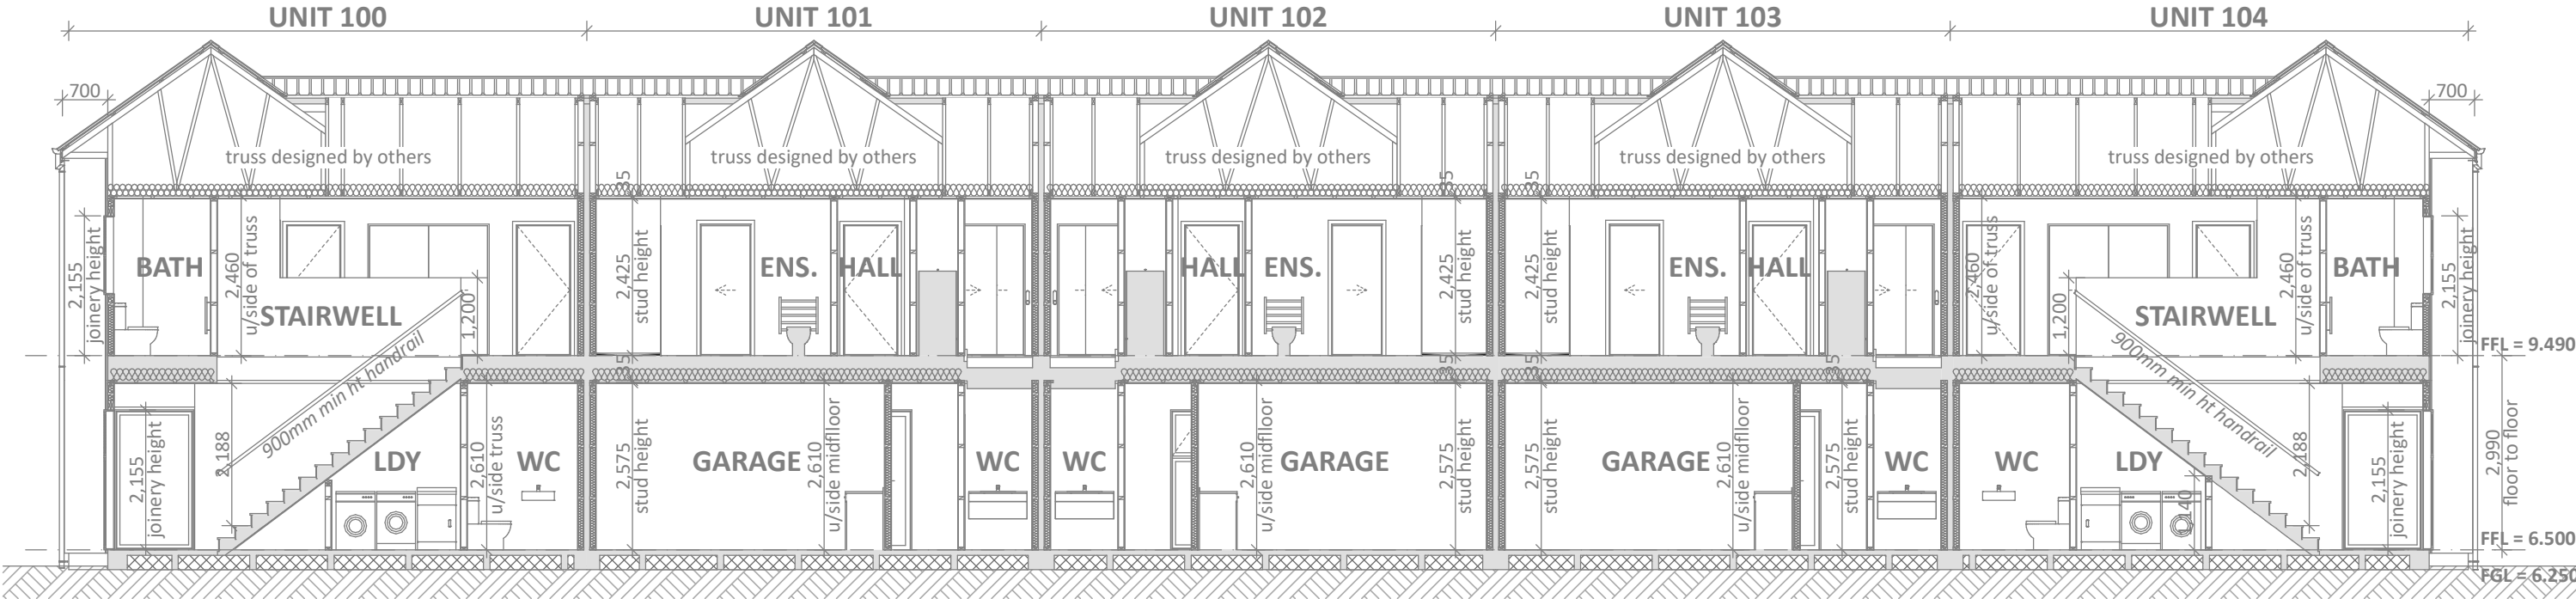 UNIT 100
UNIT 101
UNIT 102
UNIT 103
UNIT 104
700
700
truss designed by others
truss designed by others
truss designed by others
truss designed by others
truss designed by others
35
35
35
2,155
joinery height
BATH
2,460
u/side of truss
STAIRWELL
1,200
2,425
stud height
ENS.
HALL
HALL
ENS.
2,425
stud height
2,425
stud height
ENS.
HALL
2,460
u/side of truss
1,200
STAIRWELL
2,460
u/side of truss
BATH
2,155
joinery height
FFL = 9.490
900mm min ht handrail
900mm min ht handrail
35
35
35
35
2,155
joinery height
2,188
LDY
2,610
u/side truss
WC
2,575
stud height
GARAGE
2,610
u/side midflloor
WC
WC
2,610
u/side midfloor
GARAGE
2,575
stud height
2,575
stud height
GARAGE
2,610
u/side midflloor
2,575
stud height
WC
WC
LDY
1,140
2,188
2,155
joinery height
2,990
floor to floor
FFL = 6.500
FGL = 6.250